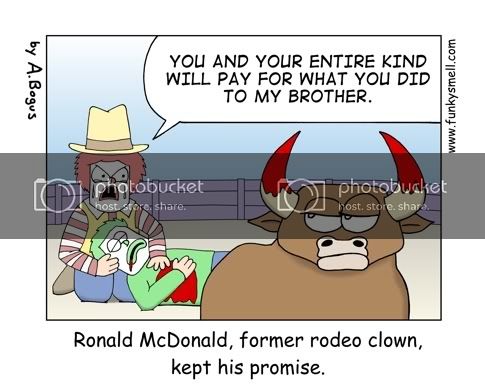 by A.Bogus
YOU AND YOUR ENTIRE KIND
WILL PAY FOR WHAT YOU DID
TO MY BROTHER.
www.funkysmell.com
photobucket
host. store. share.
photobucket
host. store. share.
Ronald McDonald, former rodeo clown,
kept his promise.